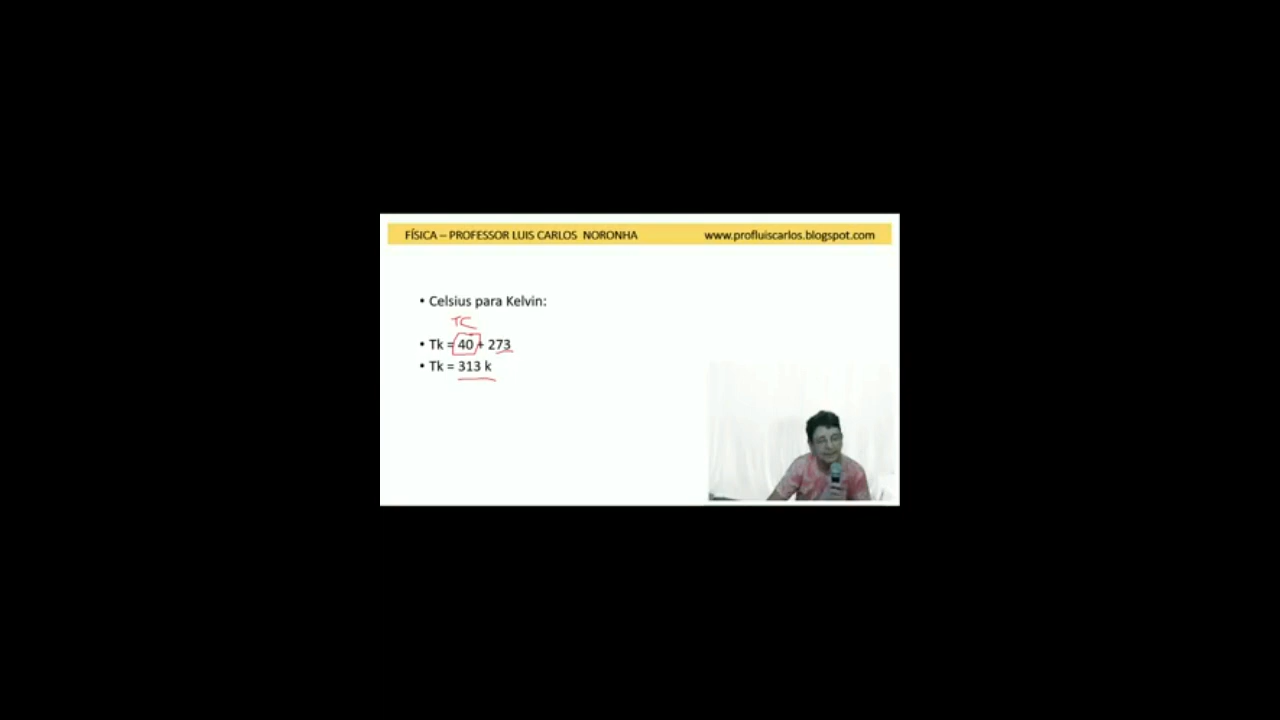 FÍSICA – PROFESSOR LUIS CARLOS NORONHA www.profluiscarlos.blogspot.com
• Celsius para Kelvin:
TC
• Tk = 40 + 273
• Tk = 313 k